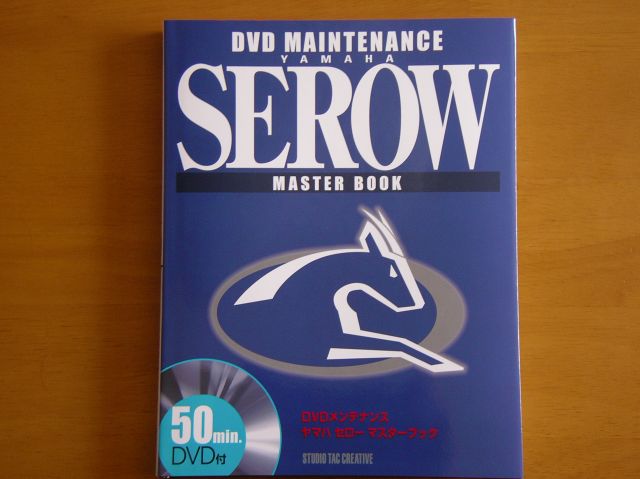 DVD MAINTENANCE
YAMAHA
SEROW
MASTER BOOK
50min.
DVD付
DVDメンテナンス
ヤマハ セロー マスターブック
STUDIO TAC CREATIVE